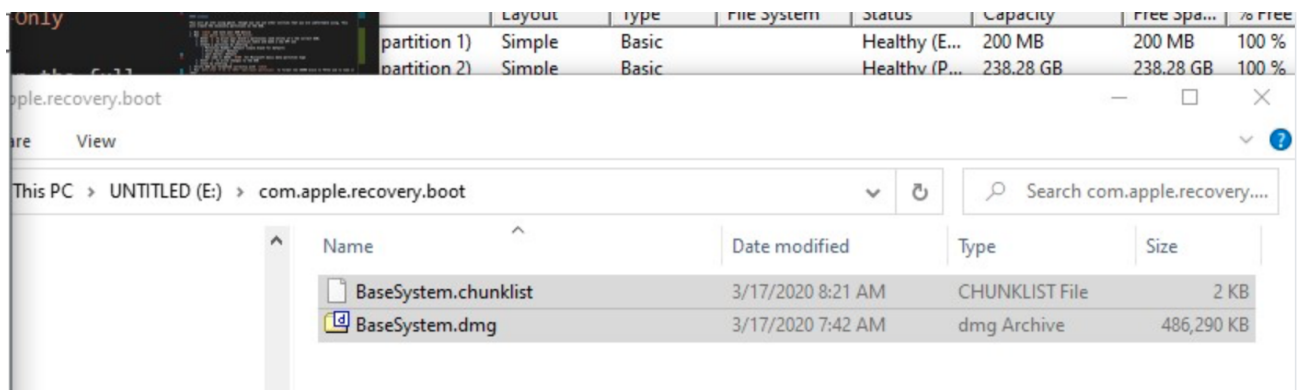 only
Layout Type File System Status Capacity Free Spa... % Free
partition 1) Simple Basic Healthy (E... 200 MB 200 MB 100 %
partition 2) Simple Basic Healthy (P... 238.28 GB 238.28 GB 100 %
the full
apple.recovery.boot
are View
This PC > UNTITLED (E:) > com.apple.recovery.boot Search com.apple.recovery....
Name Date modified Type Size
BaseSystem.chunklist 3/17/2020 8:21 AM CHUNKLIST File 2 KB
BaseSystem.dmg 3/17/2020 7:42 AM dmg Archive 486,290 KB